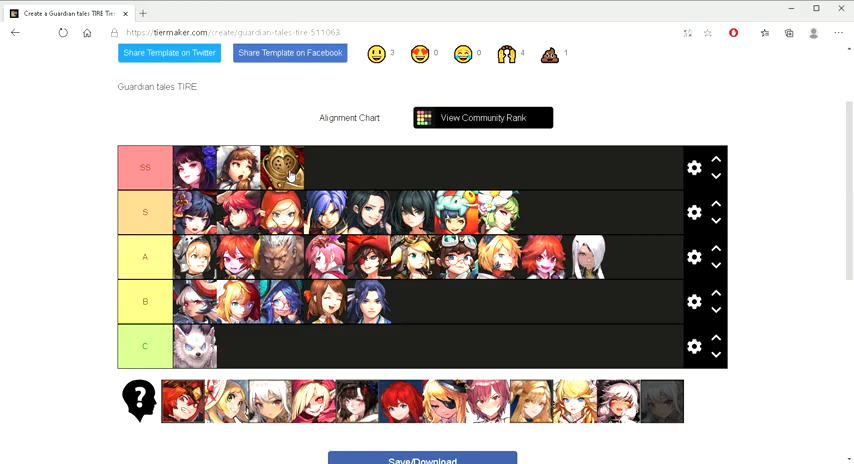 Create a Guardian tales TIRE Tier
https://tiermaker.com/create/guardian-tales-tire-511063
Share Template on Twitter
Share Template on Facebook
3
0
0
4
1
Guardian tales TIRE
Alignment Chart
View Community Rank
SS
S
A
B
C
?
Save/Download